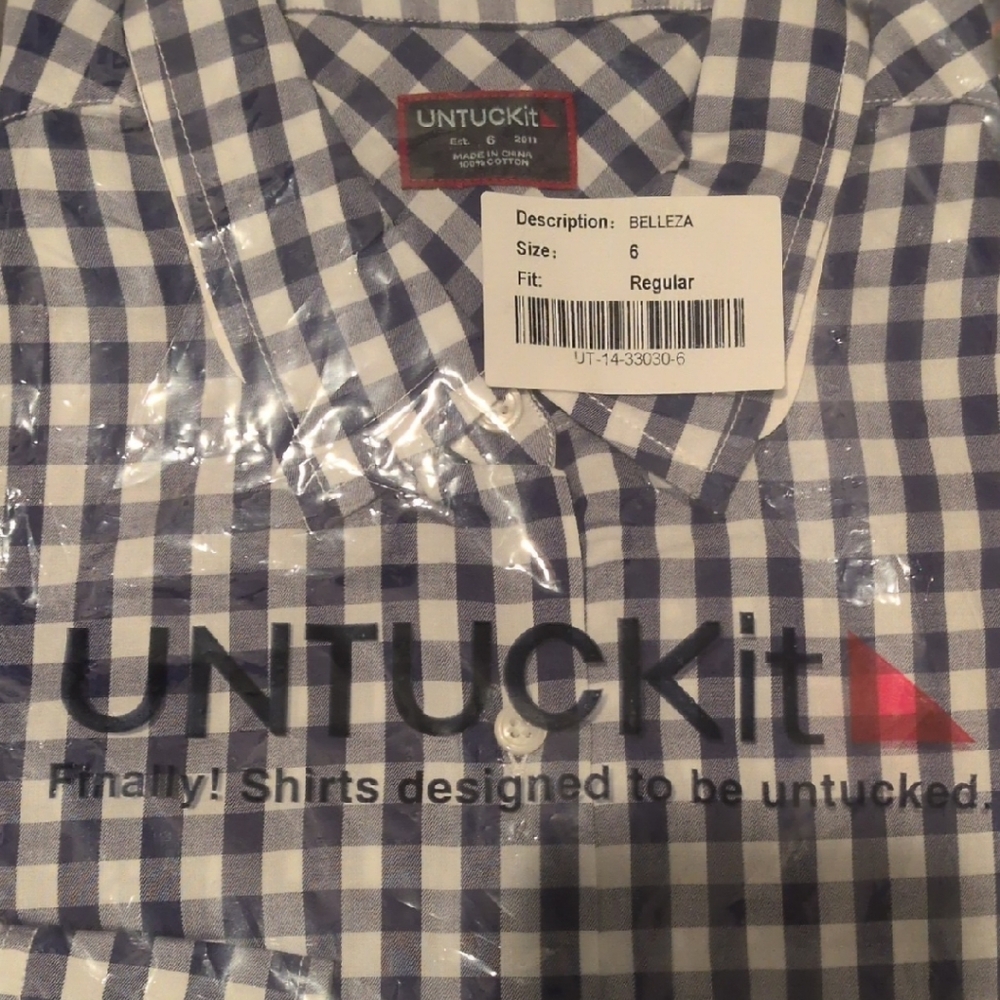 UNTUCKit
Est. 6 2011
MADE IN CHINA
100% COTTON
Description: BELLEZA
Size: 6
Fit: Regular
UT-14-33030-6
UNTUCKit
Finally! Shirts designed to be untucked.